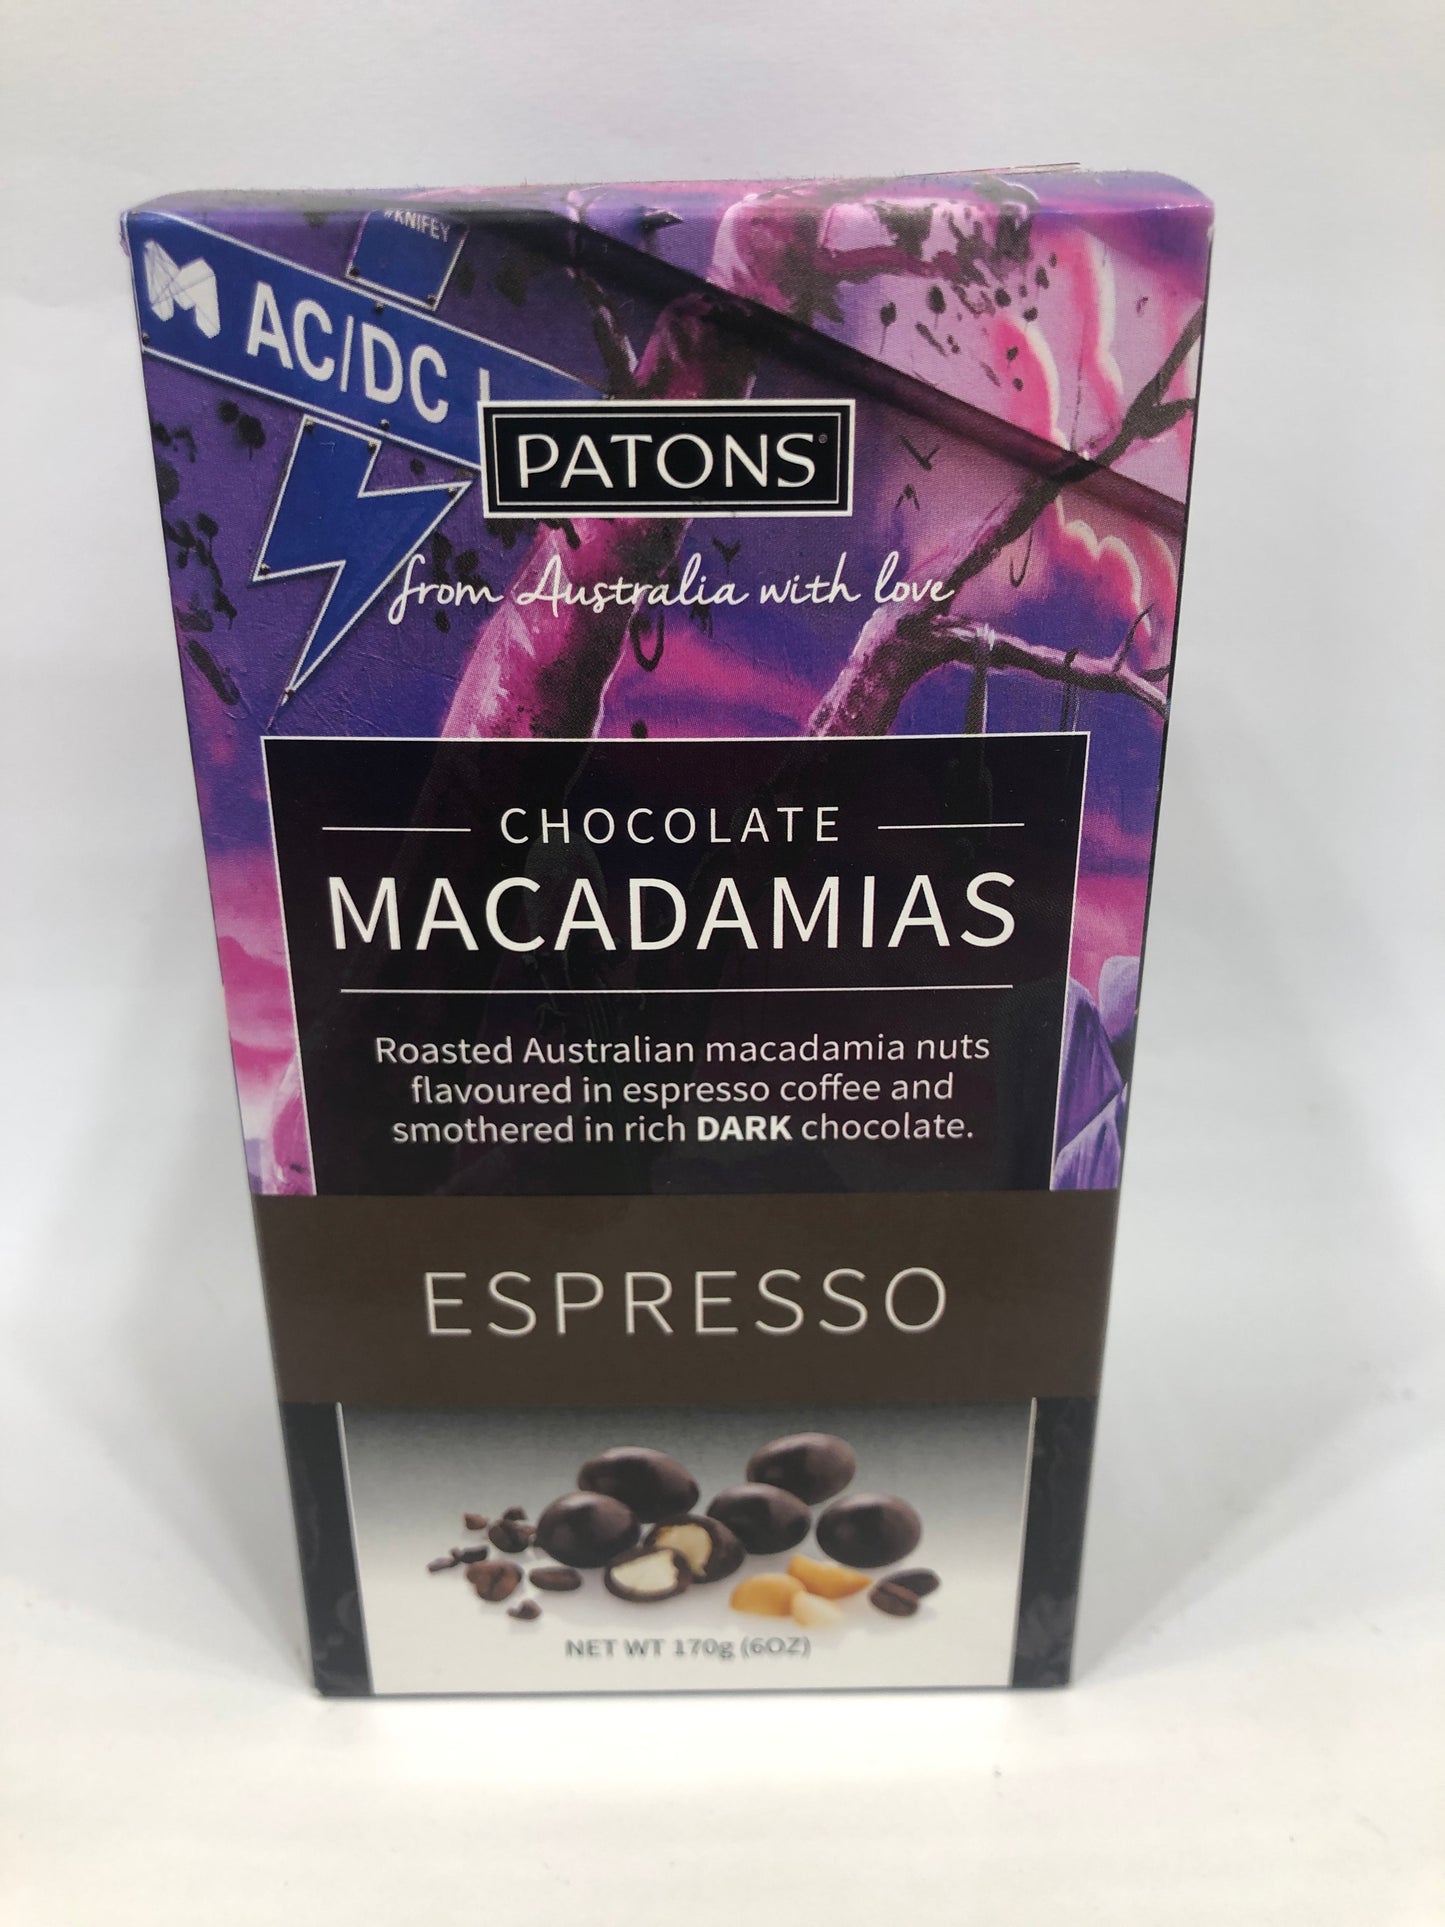 #KNIFEY
AC/DC
PATONS®
from Australia with love
CHOCOLATE
MACADAMIAS
Roasted Australian macadamia nuts
flavoured in espresso coffee and
smothered in rich DARK chocolate.
ESPRESSO
NET WT 170g (6OZ)